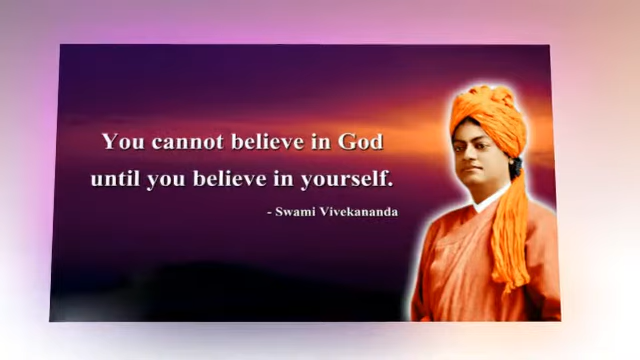 You cannot believe in God
until you believe in yourself.
- Swami Vivekananda